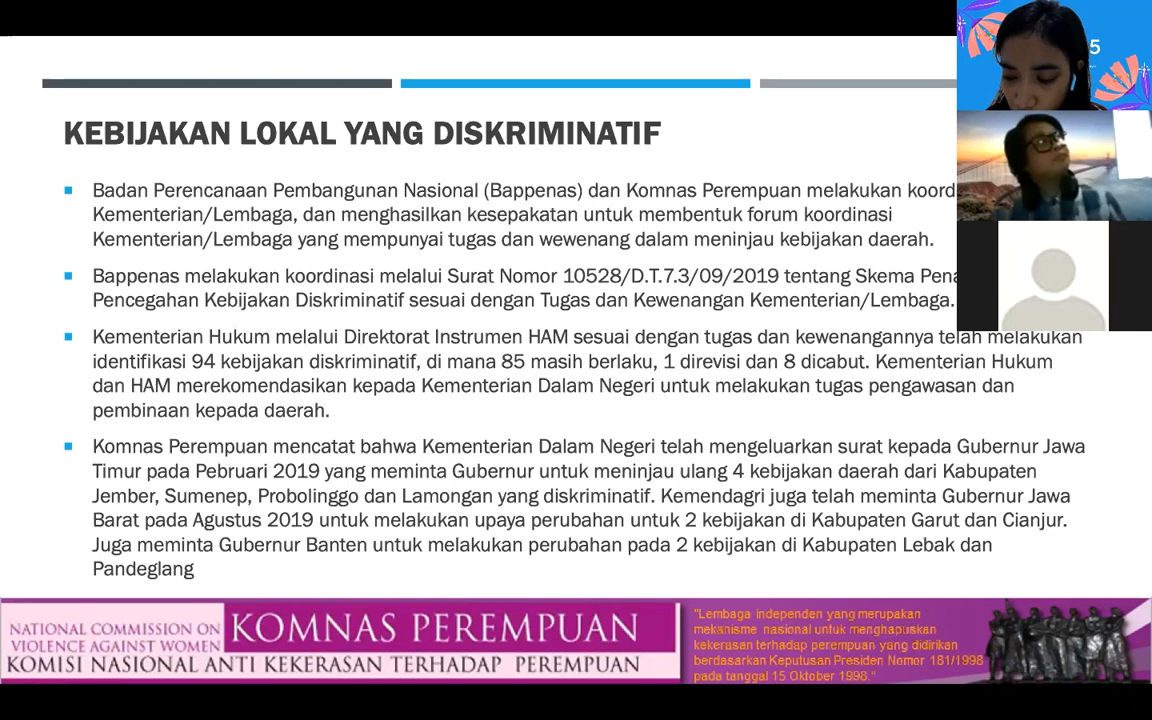 5
KEBIJAKAN LOKAL YANG DISKRIMINATIF
Badan Perencanaan Pembangunan Nasional (Bappenas) dan Komnas Perempuan melakukan koord
Kementerian/Lembaga, dan menghasilkan kesepakatan untuk membentuk forum koordinasi
Kementerian/Lembaga yang mempunyai tugas dan wewenang dalam meninjau kebijakan daerah.
Bappenas melakukan koordinasi melalui Surat Nomor 10528/D.T.7.3/09/2019 tentang Skema Pena
Pencegahan Kebijakan Diskriminatif sesuai dengan Tugas dan Kewenangan Kementerian/Lembaga.
Kementerian Hukum melalui Direktorat Instrumen HAM sesuai dengan tugas dan kewenangannya telah melakukan
identifikasi 94 kebijakan diskriminatif, di mana 85 masih berlaku, 1 direvisi dan 8 dicabut. Kementerian Hukum
dan HAM merekomendasikan kepada Kementerian Dalam Negeri untuk melakukan tugas pengawasan dan
pembinaan kepada daerah.
Komnas Perempuan mencatat bahwa Kementerian Dalam Negeri telah mengeluarkan surat kepada Gubernur Jawa
Timur pada Pebruari 2019 yang meminta Gubernur untuk meninjau ulang 4 kebijakan daerah dari Kabupaten
Jember, Sumenep, Probolinggo dan Lamongan yang diskriminatif. Kemendagri juga telah meminta Gubernur Jawa
Barat pada Agustus 2019 untuk melakukan upaya perubahan untuk 2 kebijakan di Kabupaten Garut dan Cianjur.
Juga meminta Gubernur Banten untuk melakukan perubahan pada 2 kebijakan di Kabupaten Lebak dan
Pandeglang
NATIONAL COMMISSION ON
VIOLENCE AGAINST WOMEN
KOMNAS PEREMPUAN
KOMISI NASIONAL ANTI KEKERASAN TERHADAP PEREMPUAN
"Lembaga independen yang merupakan
mekanisme nasional untuk menghapuskan
kekerasan terhadap perempuan yang didirikan
berdasarkan Keputusan Presiden Nomor 181/1998
pada tanggal 15 Oktober 1998."